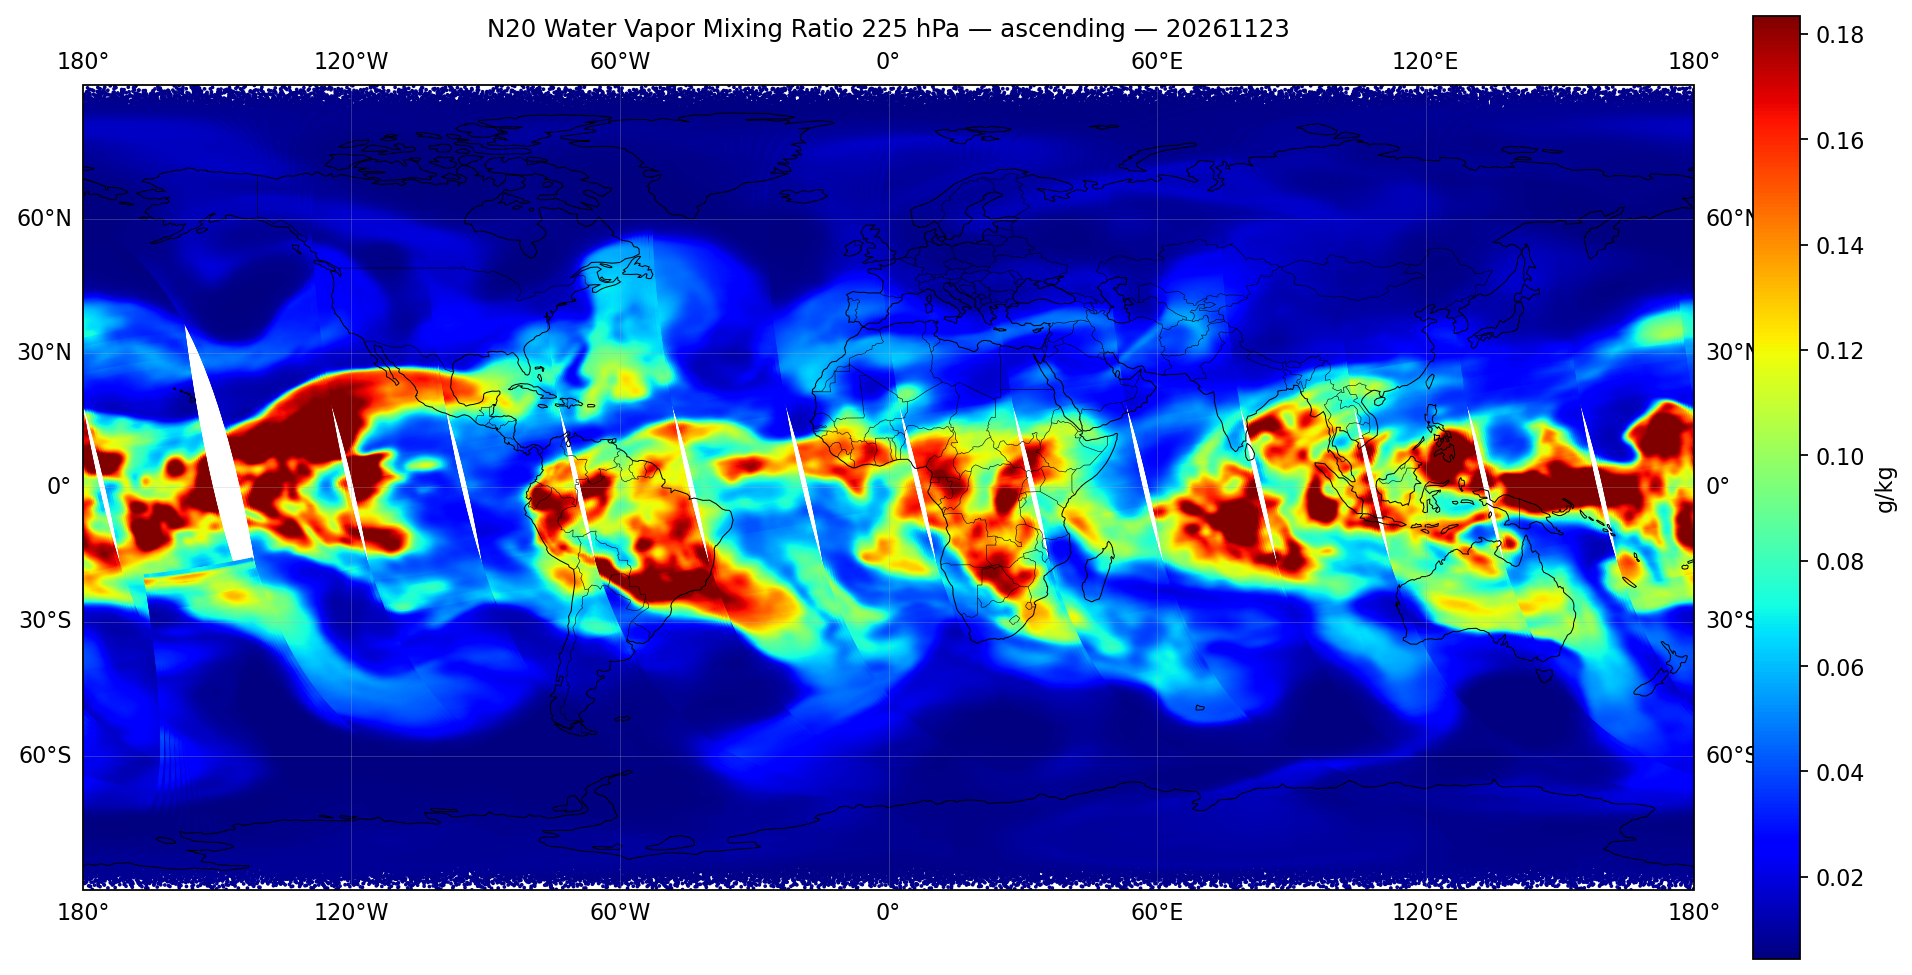 N20 Water Vapor Mixing Ratio 225 hPa — ascending — 20261123
180° 120°W 60°W 0° 60°E 120°E 180°
60°N 60°N
30°N 30°N
0° 0°
30°S 30°S
60°S 60°S
180° 120°W 60°W 0° 60°E 120°E 180°
0.18
0.16
0.14
0.12
0.10
0.08
0.06
0.04
0.02
g/kg